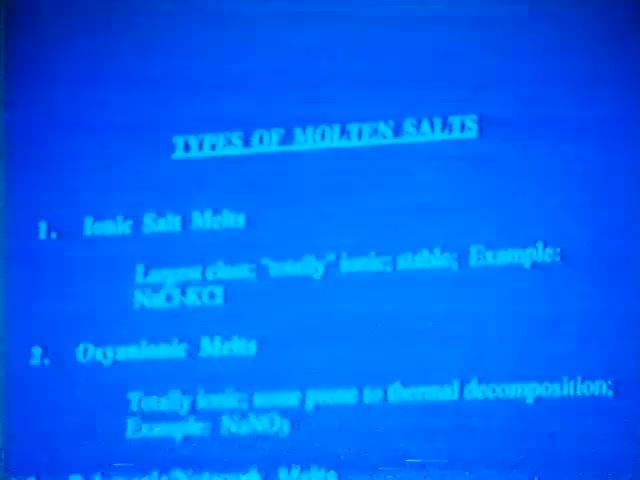 TYPES OF MOLTEN SALTS
1. Ionic Salt Melts
Largest class; "totally" ionic; stable; Example:
NaCl-KCl
2. Oxyanionic Melts
Totally ionic; some prone to thermal decomposition;
Example: NaNO₃
Melts